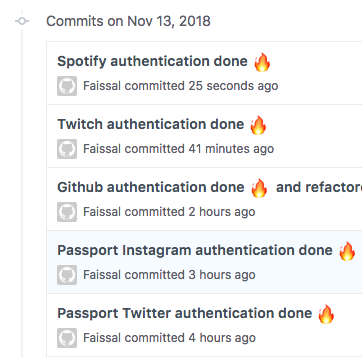 Commits on Nov 13, 2018
Spotify authentication done 🔥
Faissal committed 25 seconds ago
Twitch authentication done 🔥
Faissal committed 41 minutes ago
Github authentication done 🔥 and refactore
Faissal committed 2 hours ago
Passport Instagram authentication done 🔥
Faissal committed 3 hours ago
Passport Twitter authentication done 🔥
Faissal committed 4 hours ago